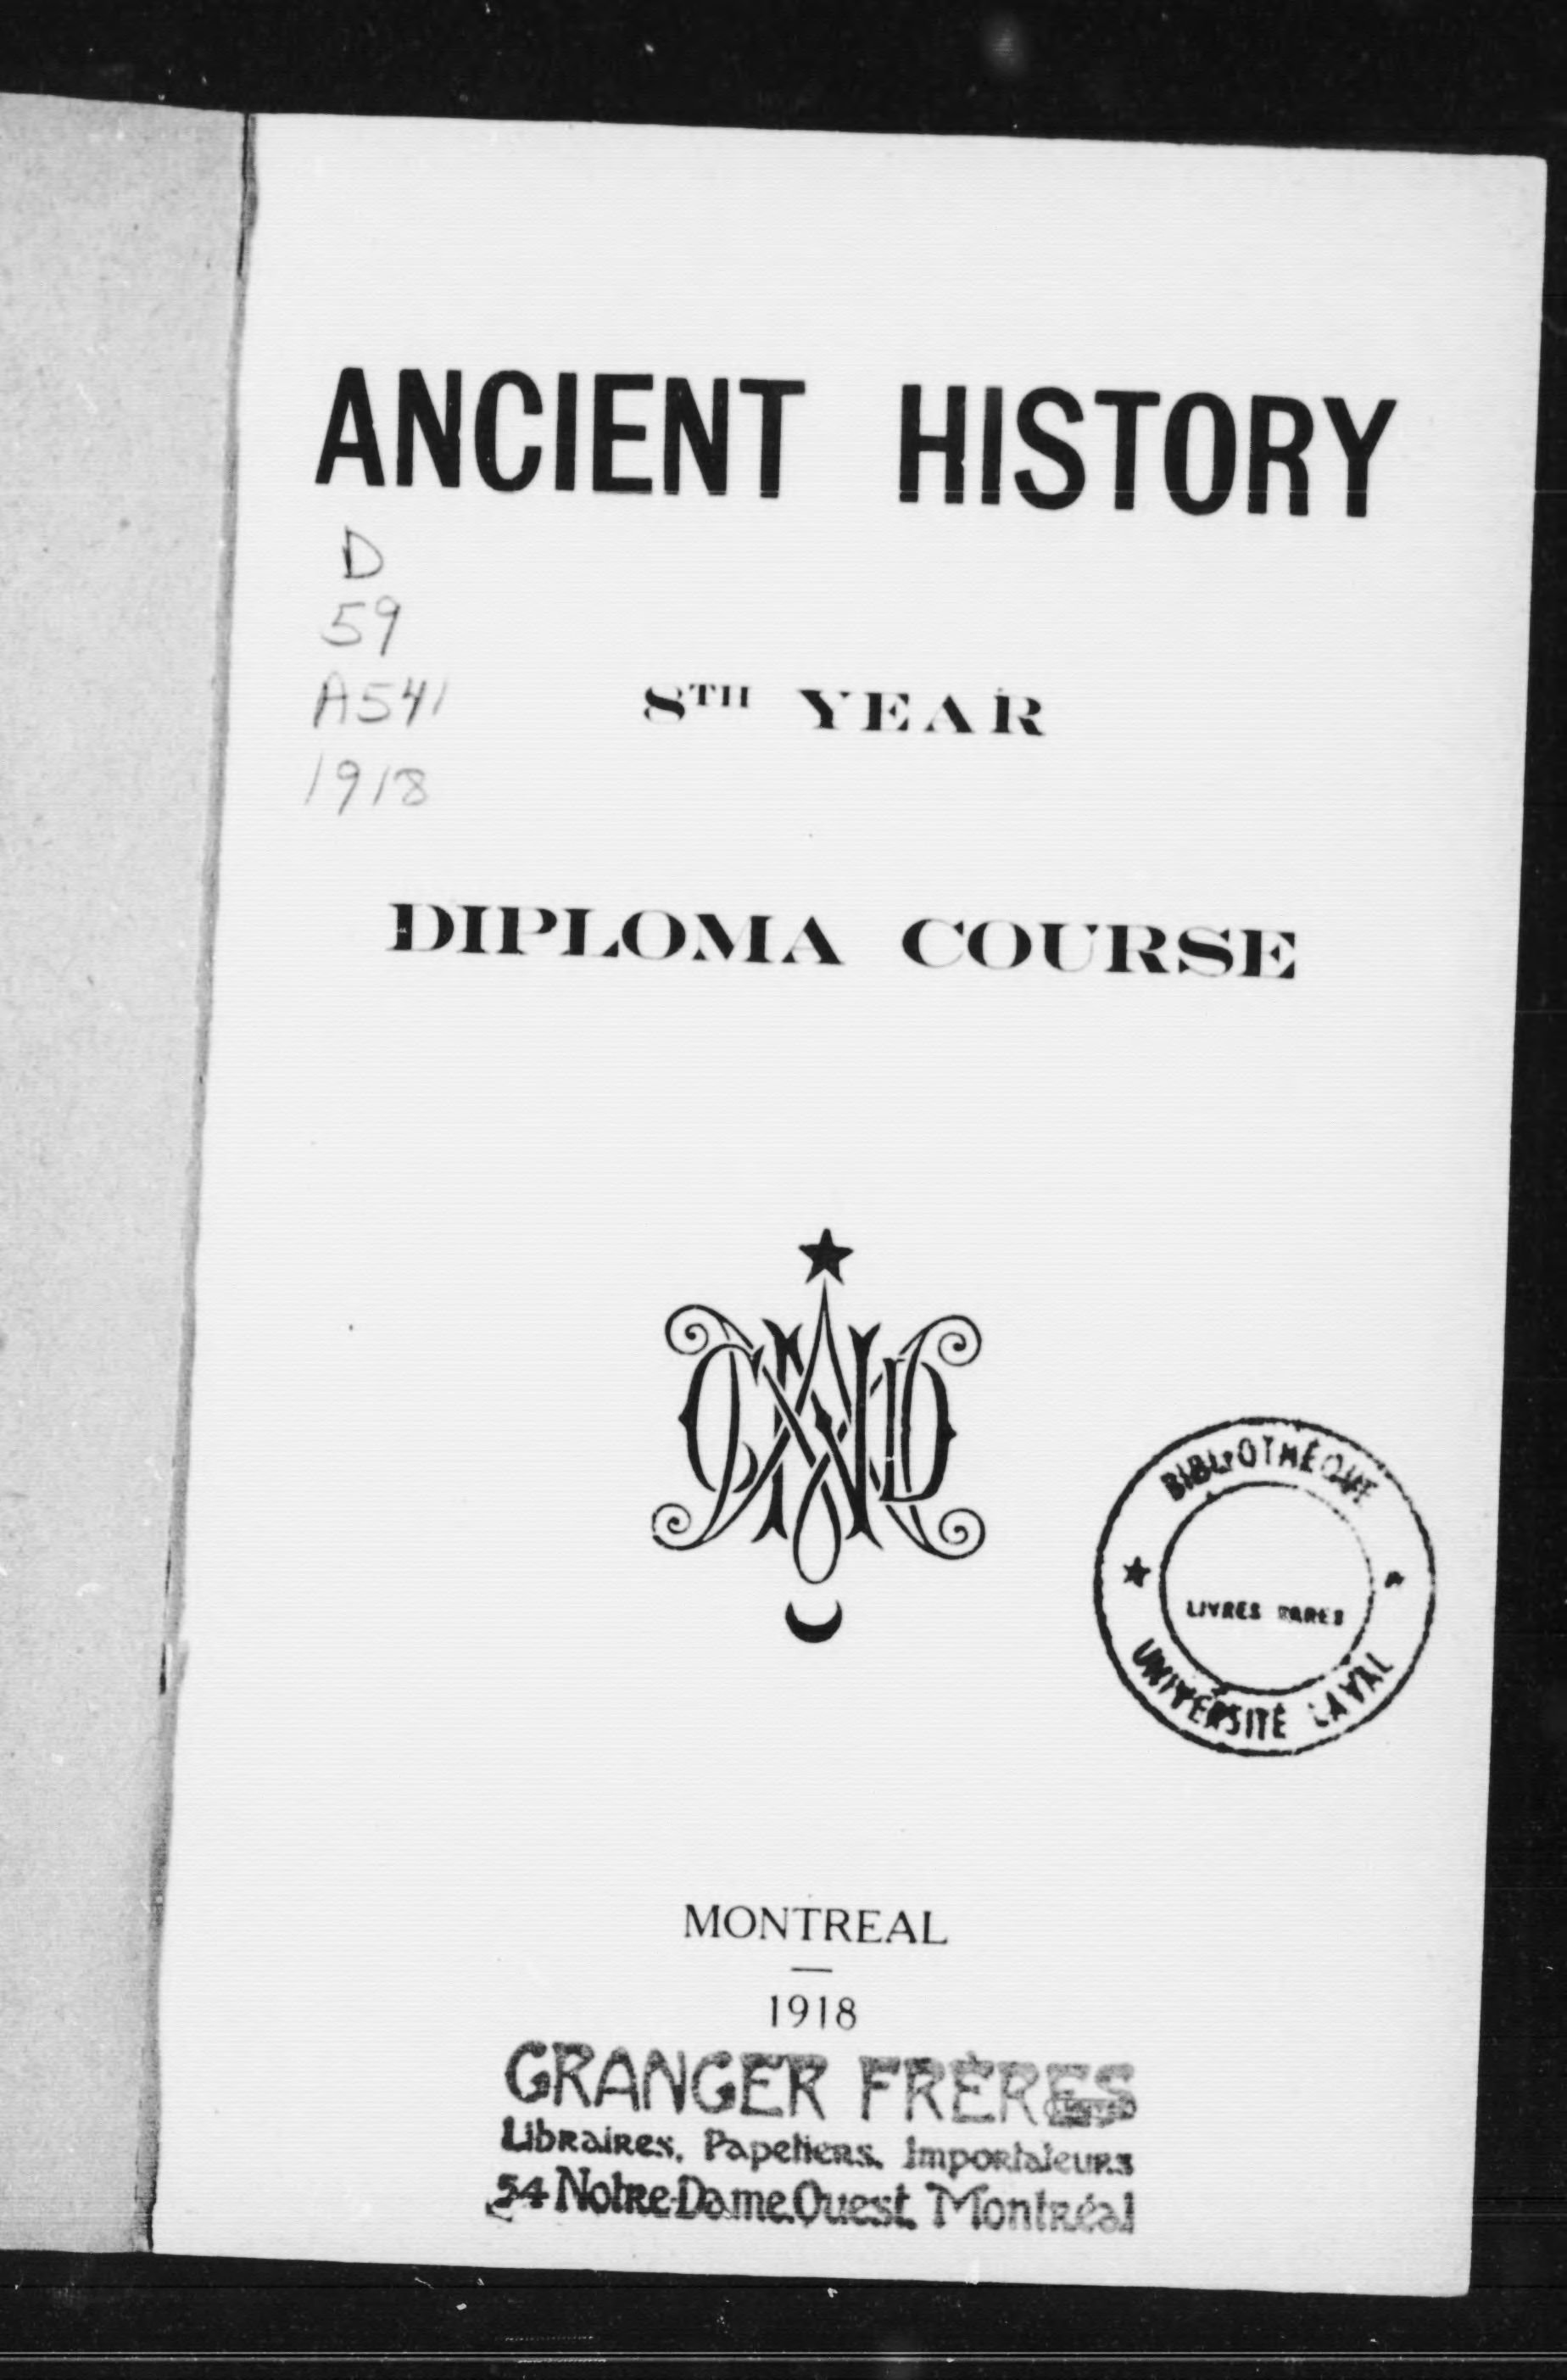 ANCIENT HISTORY
D
59
A541
1918
8TH YEAR
DIPLOMA COURSE
BIBLIOTHÈQUE
LIVRES RARES
UNIVERSITÉ LAVAL
MONTREAL
1918
GRANGER FRÈRES
Libraires, Papetiers, Importateurs
54 Notre-Dame Ouest, Montréal